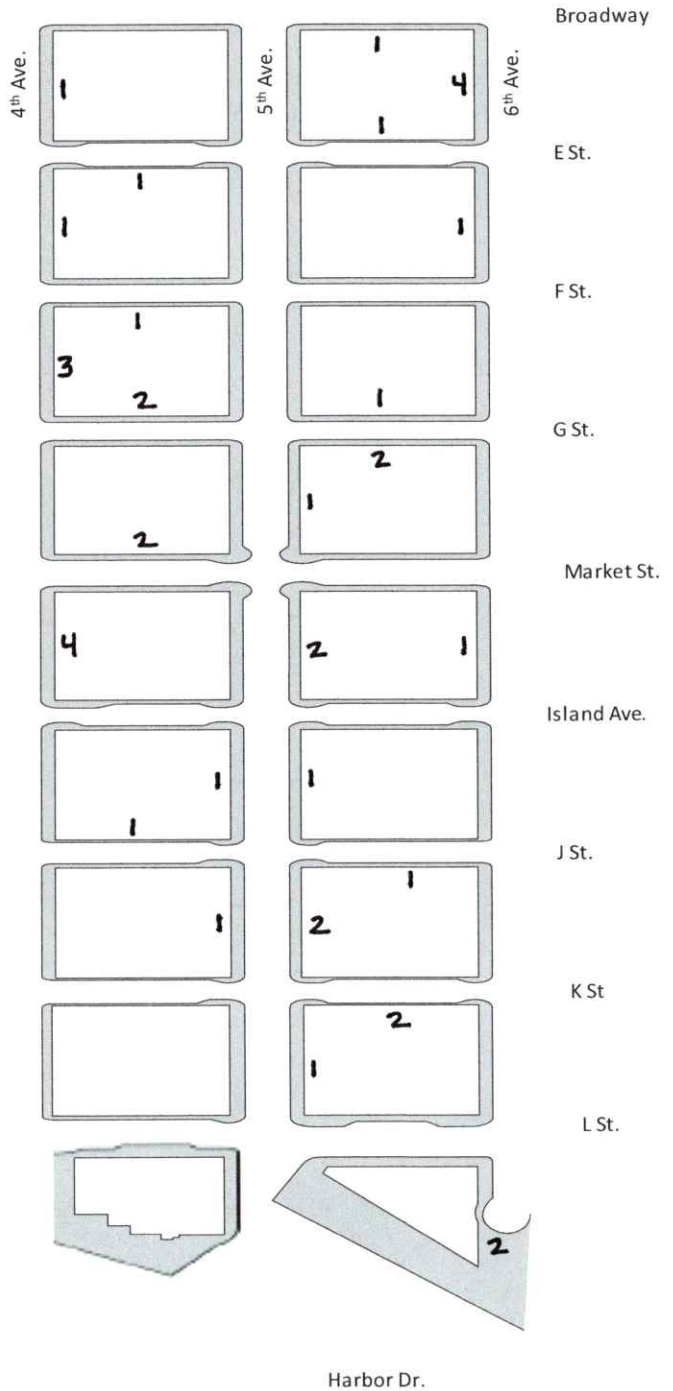 Broadway
4th Ave.
5th Ave.
6th Ave.
1
1
4
1
E St.
1
1
1
F St.
1
3
2
1
G St.
2
1
2
Market St.
4
2
1
Island Ave.
1
1
1
J St.
1
1
2
K St
2
1
L St.
2
Harbor Dr.